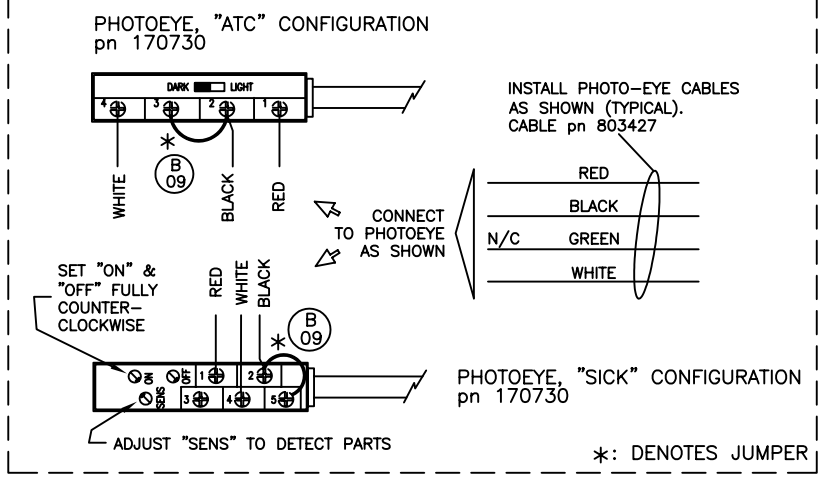 PHOTOEYE, "ATC" CONFIGURATION
pn 170730
DARK LIGHT
4 3 2 1
*
B
09
WHITE
BLACK
RED
INSTALL PHOTO-EYE CABLES
AS SHOWN (TYPICAL).
CABLE pn 803427
RED
BLACK
N/C GREEN
WHITE
CONNECT
TO PHOTOEYE
AS SHOWN
SET "ON" &
"OFF" FULLY
COUNTER-
CLOCKWISE
RED
WHITE
BLACK
*
B
09
ON OFF 1 2
SENS 3 4 5
ADJUST "SENS" TO DETECT PARTS
PHOTOEYE, "SICK" CONFIGURATION
pn 170730
*: DENOTES JUMPER